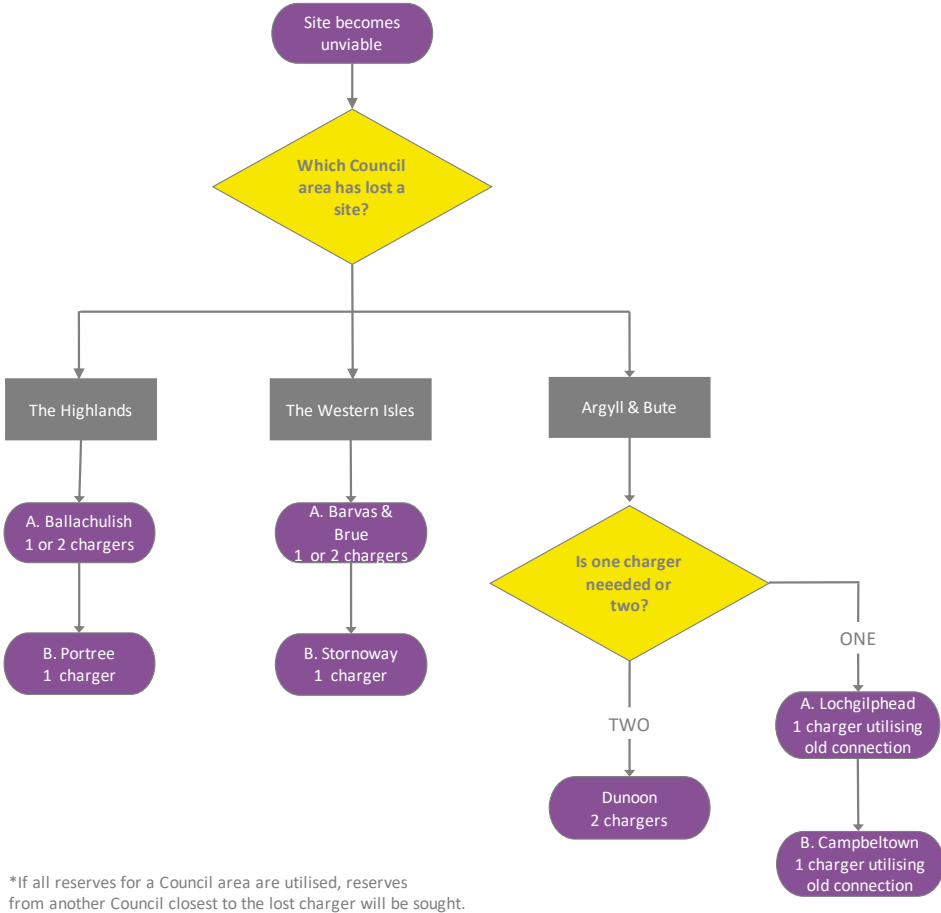 Site becomes
unviable
Which Council
area has lost a
site?
The Highlands
The Western Isles
Argyll & Bute
A. Ballachulish
1 or 2 chargers
A. Barvas &
Brue
1 or 2 chargers
Is one charger
neeeded or
two?
B. Portree
1 charger
B. Stornoway
1 charger
ONE
TWO
A. Lochgilphead
1 charger utilising
old connection
Dunoon
2 chargers
B. Campbeltown
1 charger utilising
old connection
*If all reserves for a Council area are utilised, reserves
from another Council closest to the lost charger will be sought.